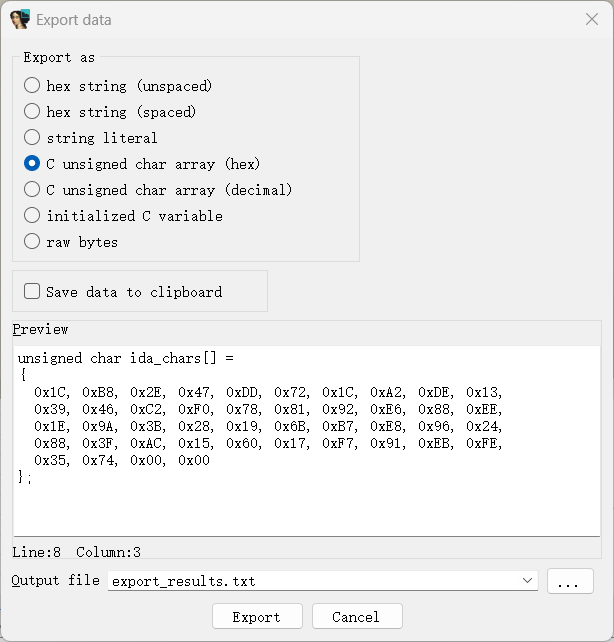 Export data
Export as
hex string (unspaced)
hex string (spaced)
string literal
C unsigned char array (hex)
C unsigned char array (decimal)
initialized C variable
raw bytes
Save data to clipboard
Preview
unsigned char ida_chars[] =
{
  0x1C, 0xB8, 0x2E, 0x47, 0xDD, 0x72, 0x1C, 0xA2, 0xDE, 0x13,
  0x39, 0x46, 0xC2, 0xF0, 0x78, 0x81, 0x92, 0xE6, 0x88, 0xEE,
  0x1E, 0x9A, 0x3B, 0x28, 0x19, 0x6B, 0xB7, 0xE8, 0x96, 0x24,
  0x88, 0x3F, 0xAC, 0x15, 0x60, 0x17, 0xF7, 0x91, 0xEB, 0xFE,
  0x35, 0x74, 0x00, 0x00
};
Line:8  Column:3
Output file export_results.txt ...
Export Cancel